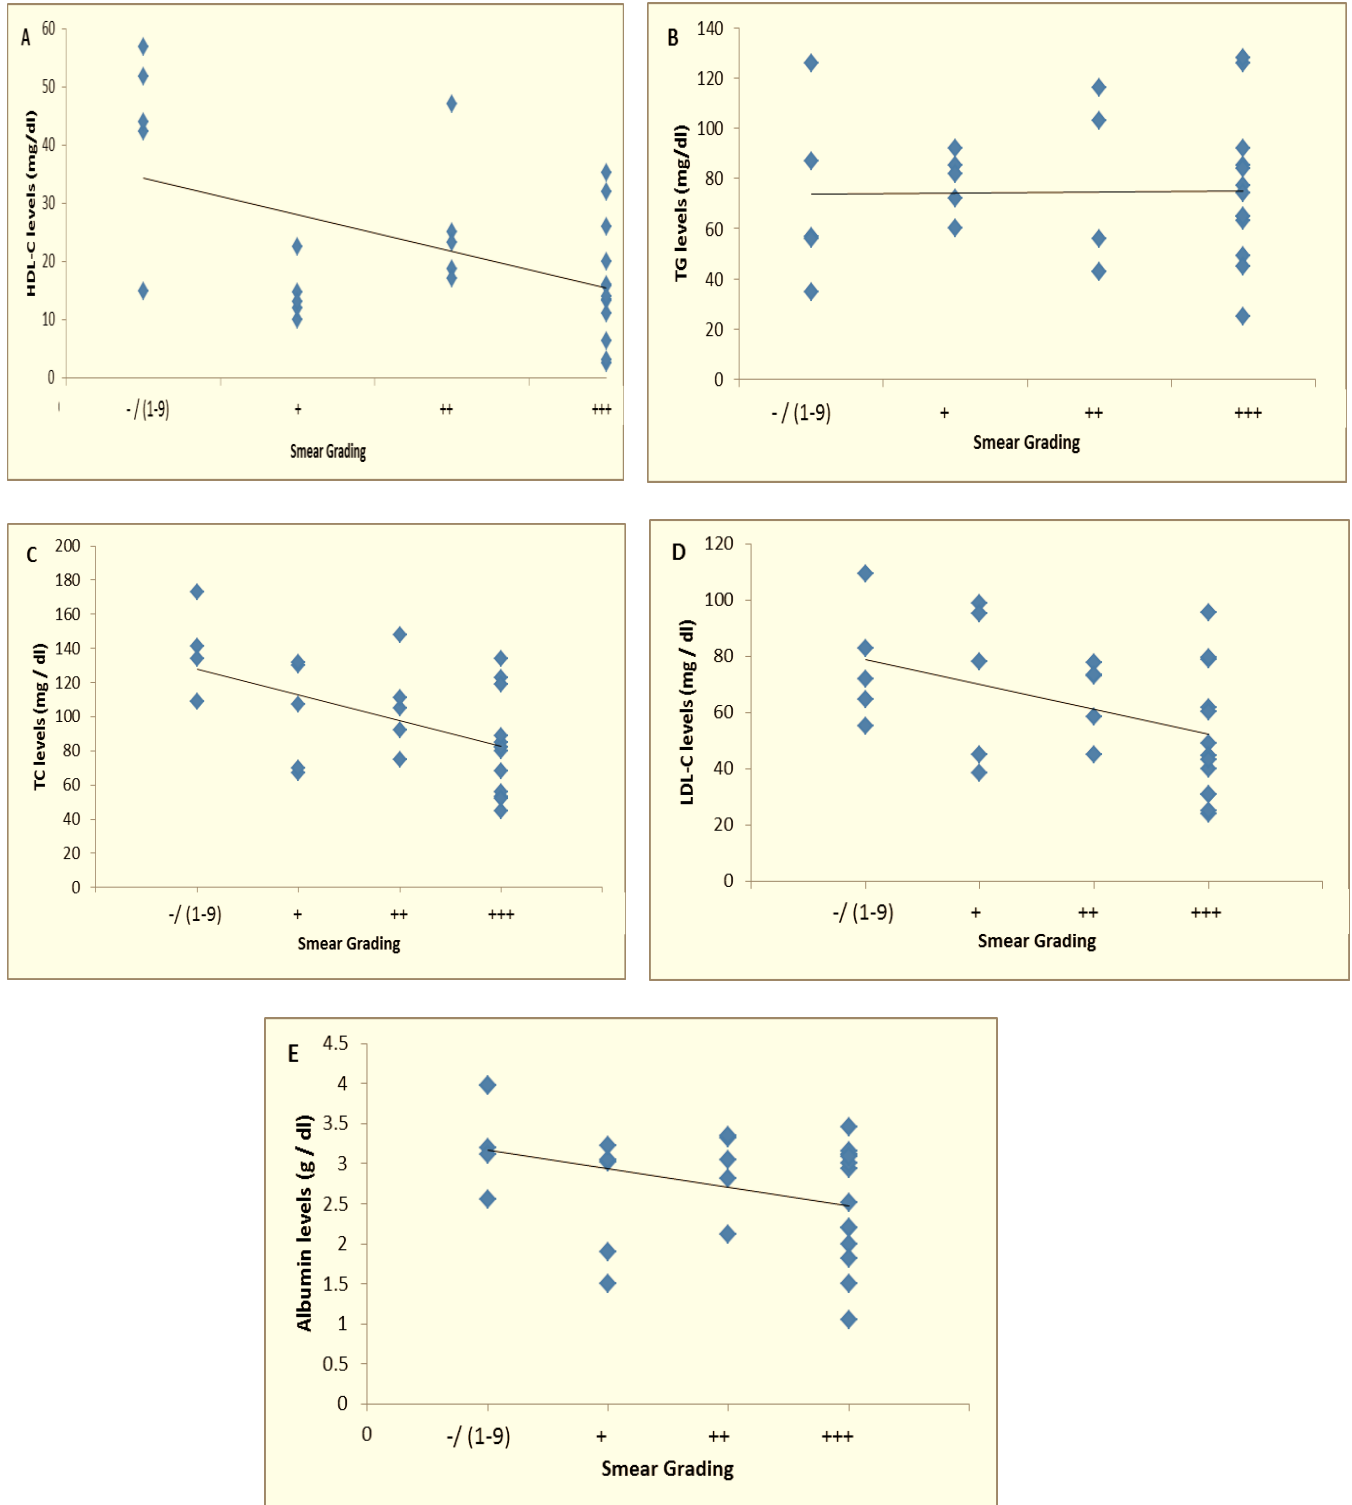 A
HDL-C levels (mg/dl)
60
50
40
30
20
10
0
- / (1-9) + ++ +++
Smear Grading
B
TG levels (mg/dl)
140
120
100
80
60
40
20
0
- / (1-9) + ++ +++
Smear Grading
C
TC levels (mg / dl)
200
180
160
140
120
100
80
60
40
20
0
-/ (1-9) + ++ +++
Smear Grading
D
LDL-C levels (mg / dl)
120
100
80
60
40
20
0
-/ (1-9) + ++ +++
Smear Grading
E
Albumin levels (g / dl)
4.5
4
3.5
3
2.5
2
1.5
1
0.5
0
0 -/ (1-9) + ++ +++
Smear Grading